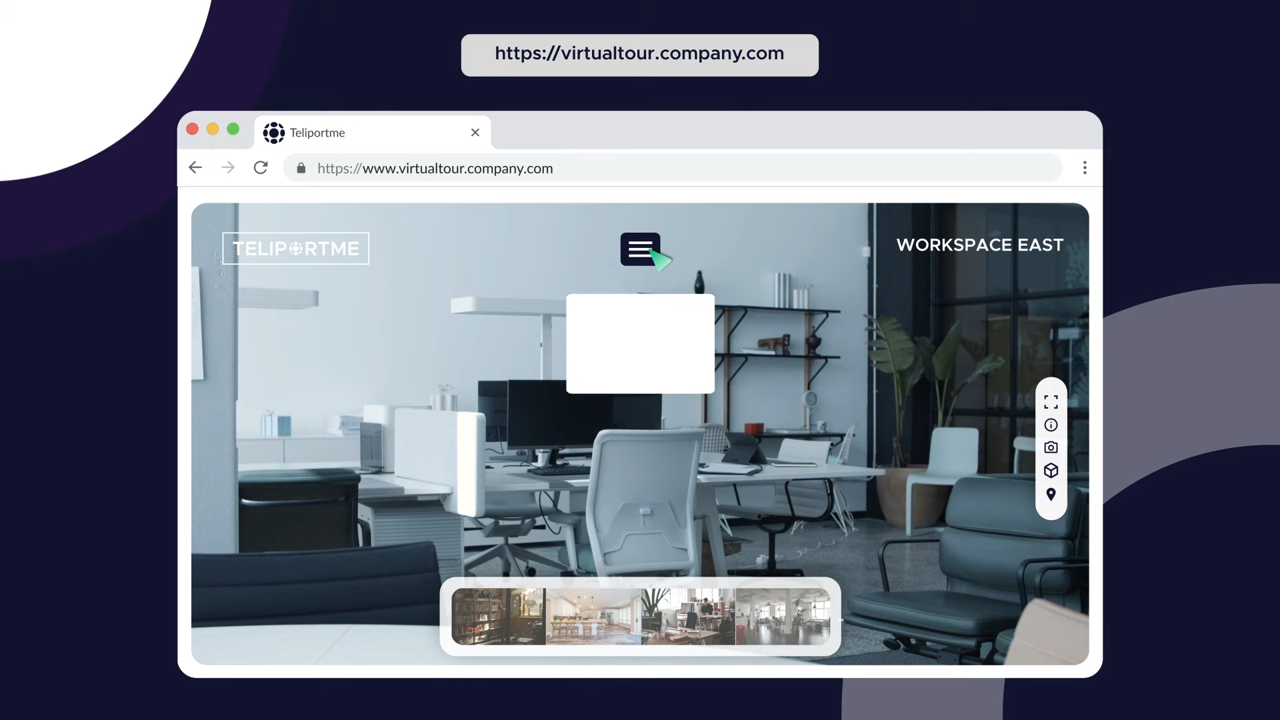 https://virtualtour.company.com
Teliportme
https://www.virtualtour.company.com
TELIPORTME
WORKSPACE EAST